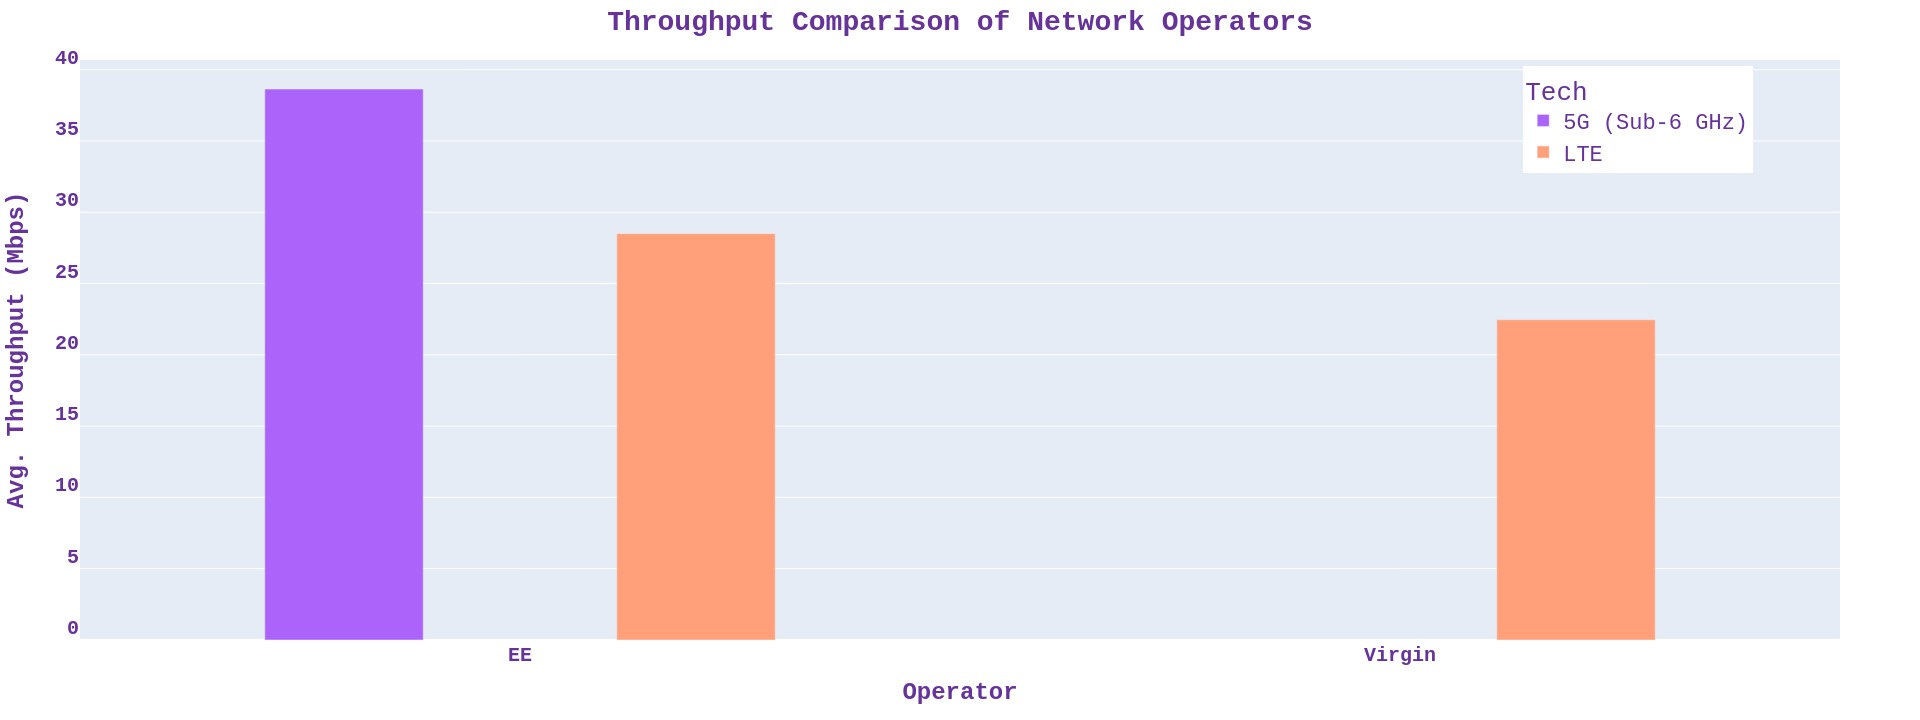 Throughput Comparison of Network Operators
40
35
30
25
20
15
10
5
0
Avg. Throughput (Mbps)
Tech
5G (Sub-6 GHz)
LTE
EE
Virgin
Operator